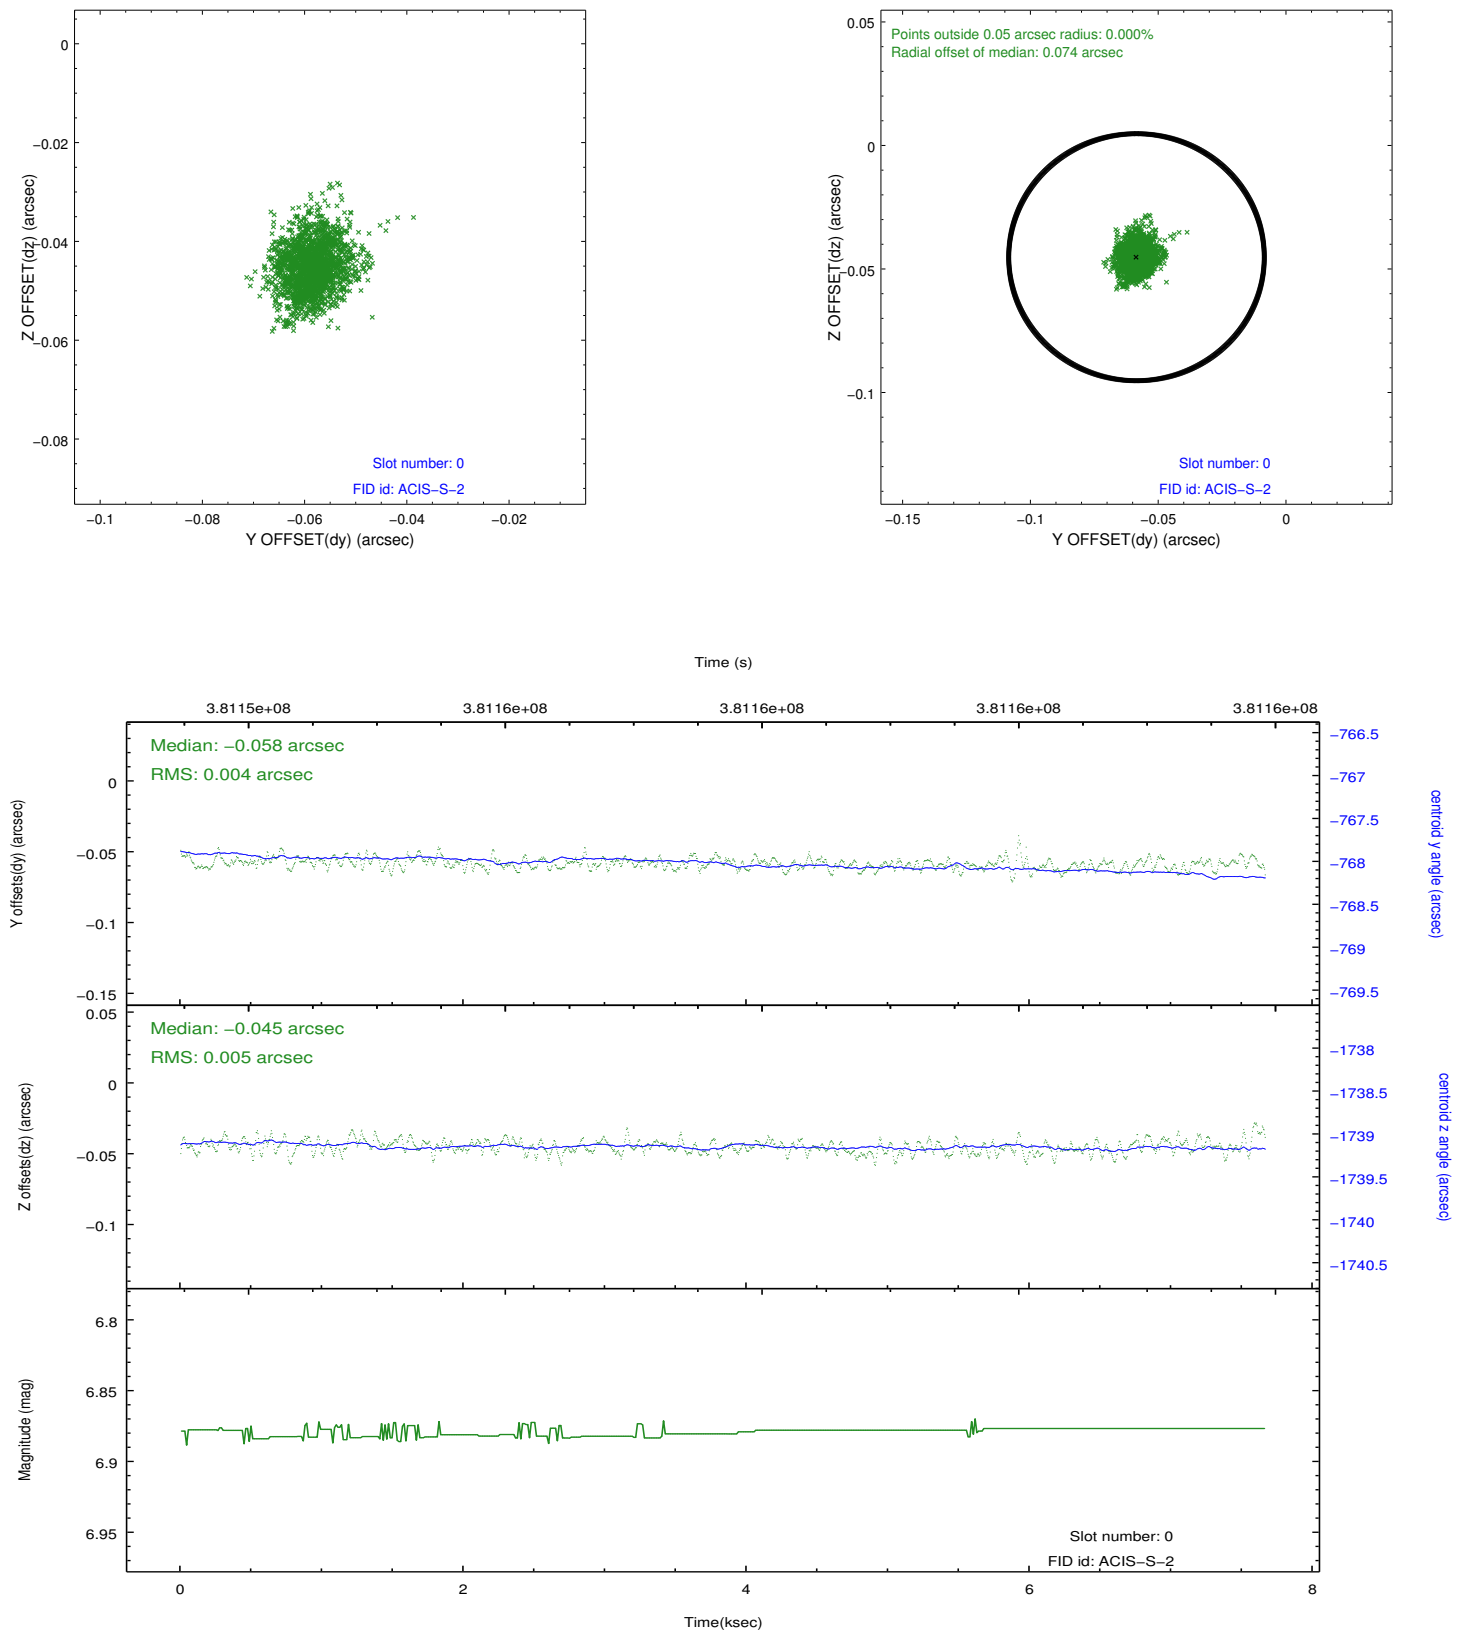 0
−0.02
−0.04
−0.06
−0.08
Z OFFSET(dz) (arcsec)
Slot number: 0
FID id: ACIS−S−2
−0.1
−0.08
−0.06
−0.04
−0.02
Y OFFSET(dy) (arcsec)
0.05
0
−0.05
−0.1
Z OFFSET(dz) (arcsec)
Points outside 0.05 arcsec radius: 0.000%
Radial offset of median: 0.074 arcsec
Slot number: 0
FID id: ACIS−S−2
−0.15
−0.1
−0.05
0
Y OFFSET(dy) (arcsec)
Time (s)
3.8115e+08
3.8116e+08
3.8116e+08
3.8116e+08
3.8116e+08
Median: −0.058 arcsec
RMS: 0.004 arcsec
0
−0.05
−0.1
−0.15
Y offsets(dy) (arcsec)
−766.5
−767
−767.5
−768
−768.5
−769
−769.5
centroid y angle (arcsec)
Median: −0.045 arcsec
RMS: 0.005 arcsec
0.05
0
−0.05
−0.1
Z offsets(dz) (arcsec)
−1738
−1738.5
−1739
−1739.5
−1740
−1740.5
centroid z angle (arcsec)
6.8
6.85
6.9
6.95
Magnitude (mag)
Slot number: 0
FID id: ACIS−S−2
0
2
4
6
8
Time(ksec)